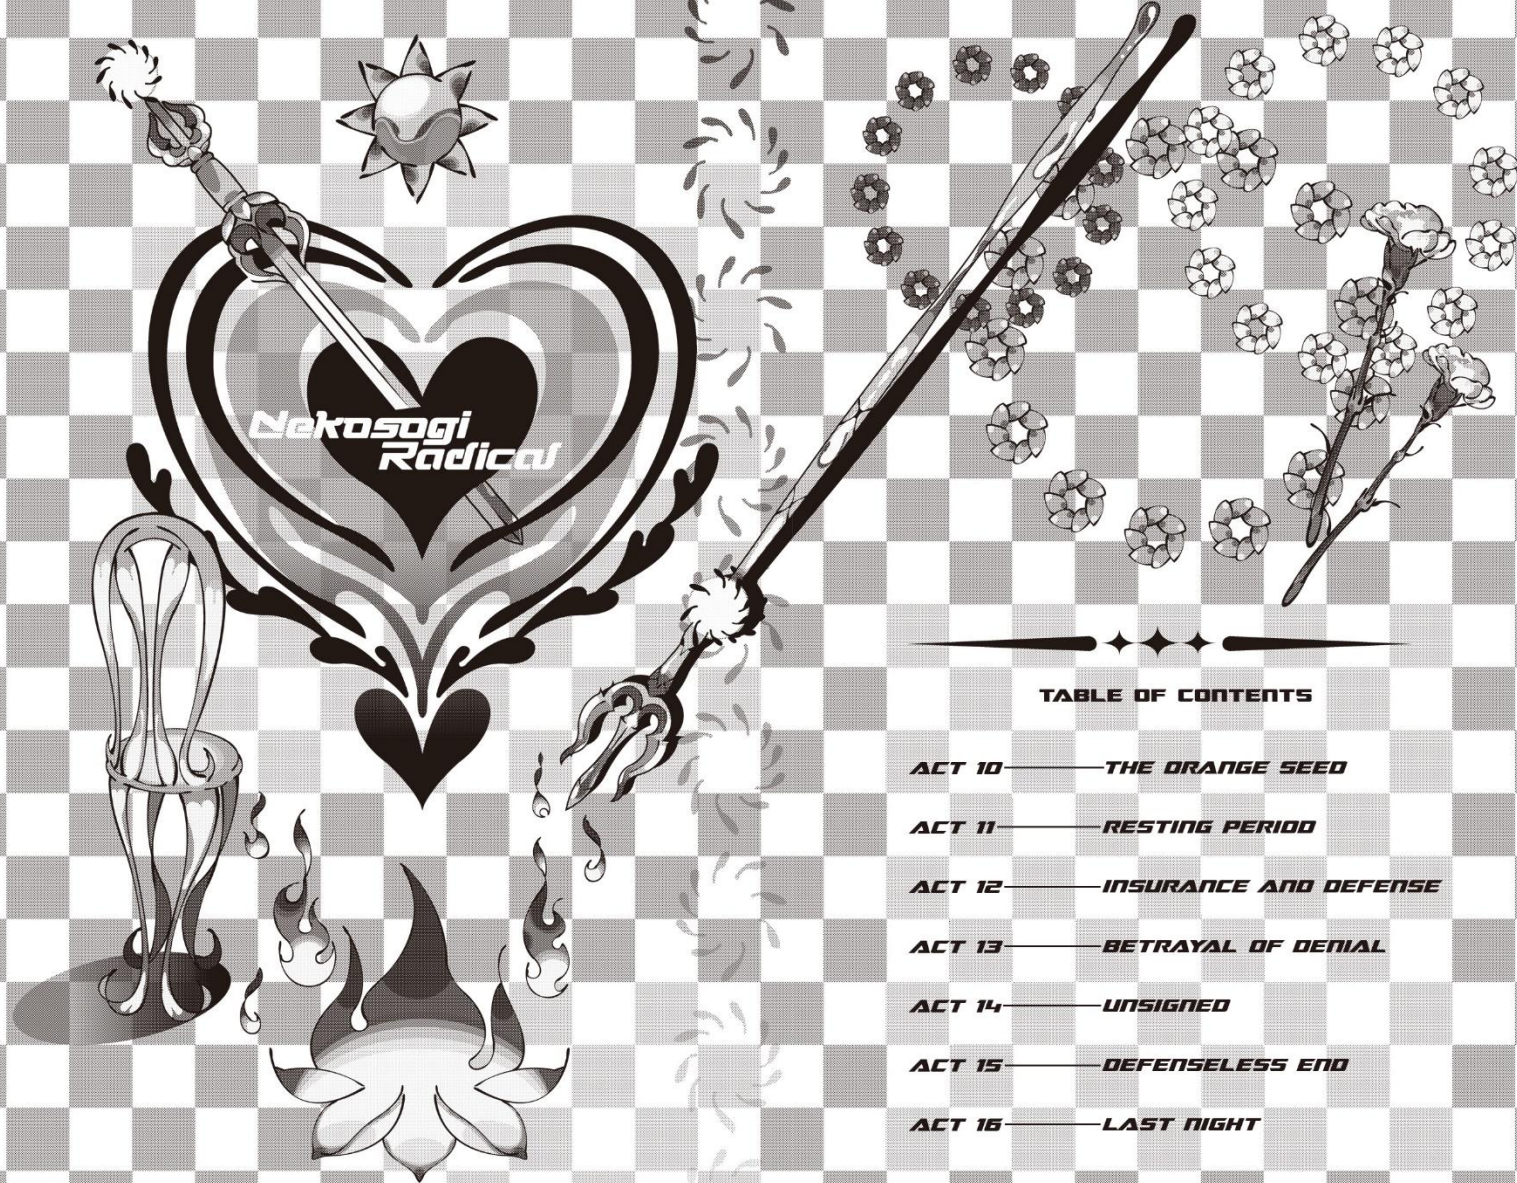 Nekosogi
Radical
TABLE OF CONTENTS
ACT 10 THE ORANGE SEED
ACT 11 RESTING PERIOD
ACT 12 INSURANCE AND DEFENSE
ACT 13 BETRAYAL OF DENIAL
ACT 14 UNSIGNED
ACT 15 DEFENSELESS END
ACT 16 LAST NIGHT